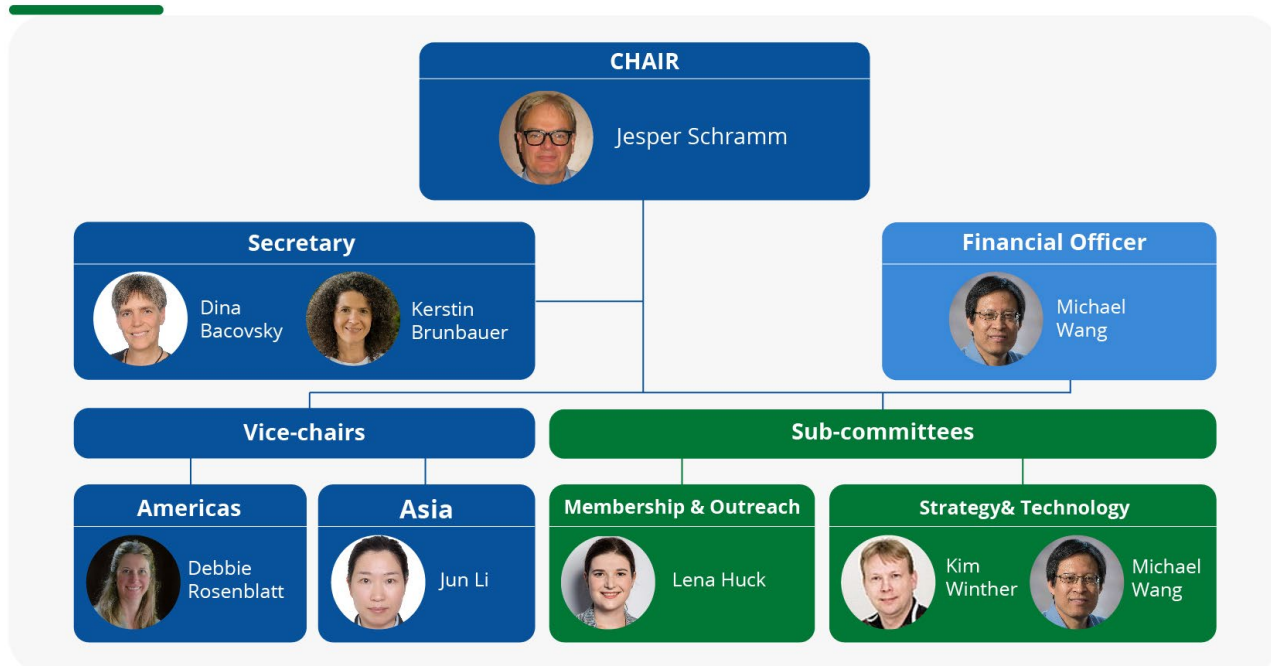 CHAIR
Jesper Schramm
Secretary
Dina
Bacovsky
Kerstin
Brunbauer
Financial Officer
Michael
Wang
Vice-chairs
Sub-committees
Americas
Debbie
Rosenblatt
Asia
Jun Li
Membership & Outreach
Lena Huck
Strategy& Technology
Kim
Winther
Michael
Wang